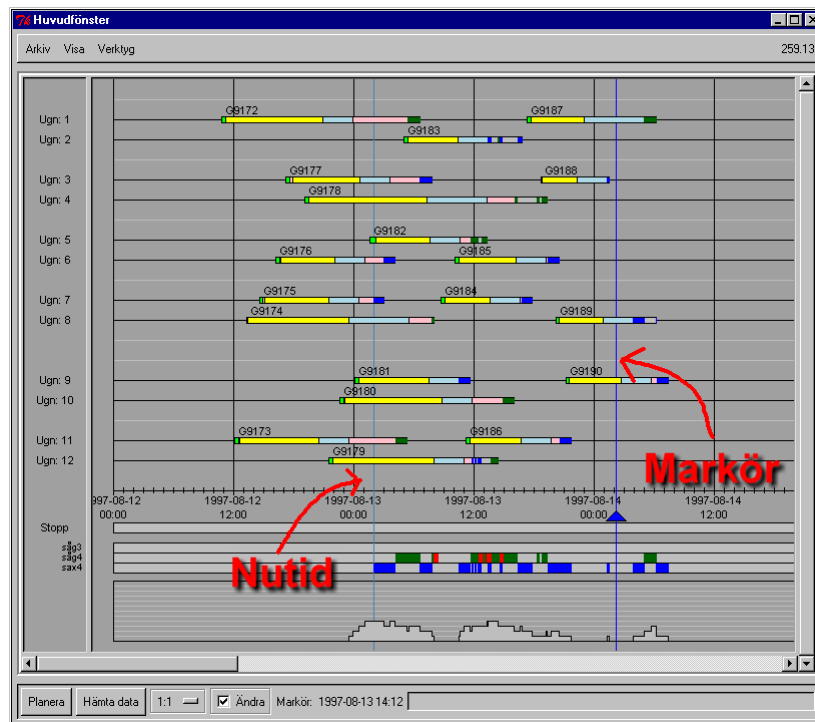 Huvudfönster
Arkiv Visa Verktyg 259.13
G9172 G9187
Ugn: 1
G9183
Ugn: 2
G9177 G9188
Ugn: 3
G9178
Ugn: 4
G9182
Ugn: 5
G9176 G9185
Ugn: 6
G9175 G9184
Ugn: 7
G9174 G9189
Ugn: 8
G9181 G9190
Ugn: 9
G9180
Ugn: 10
G9173 G9186
Ugn: 11
G9179
Ugn: 12
Markör
1997-08-12 1997-08-12 1997-08-13 1997-08-13 1997-08-14 1997-08-14
00:00 12:00 00:00 12:00 00:00 12:00
Stopp
såg3
såg4
sax4
Nutid
Planera Hämta data 1:1 Ändra Markör: 1997-08-13 14:12